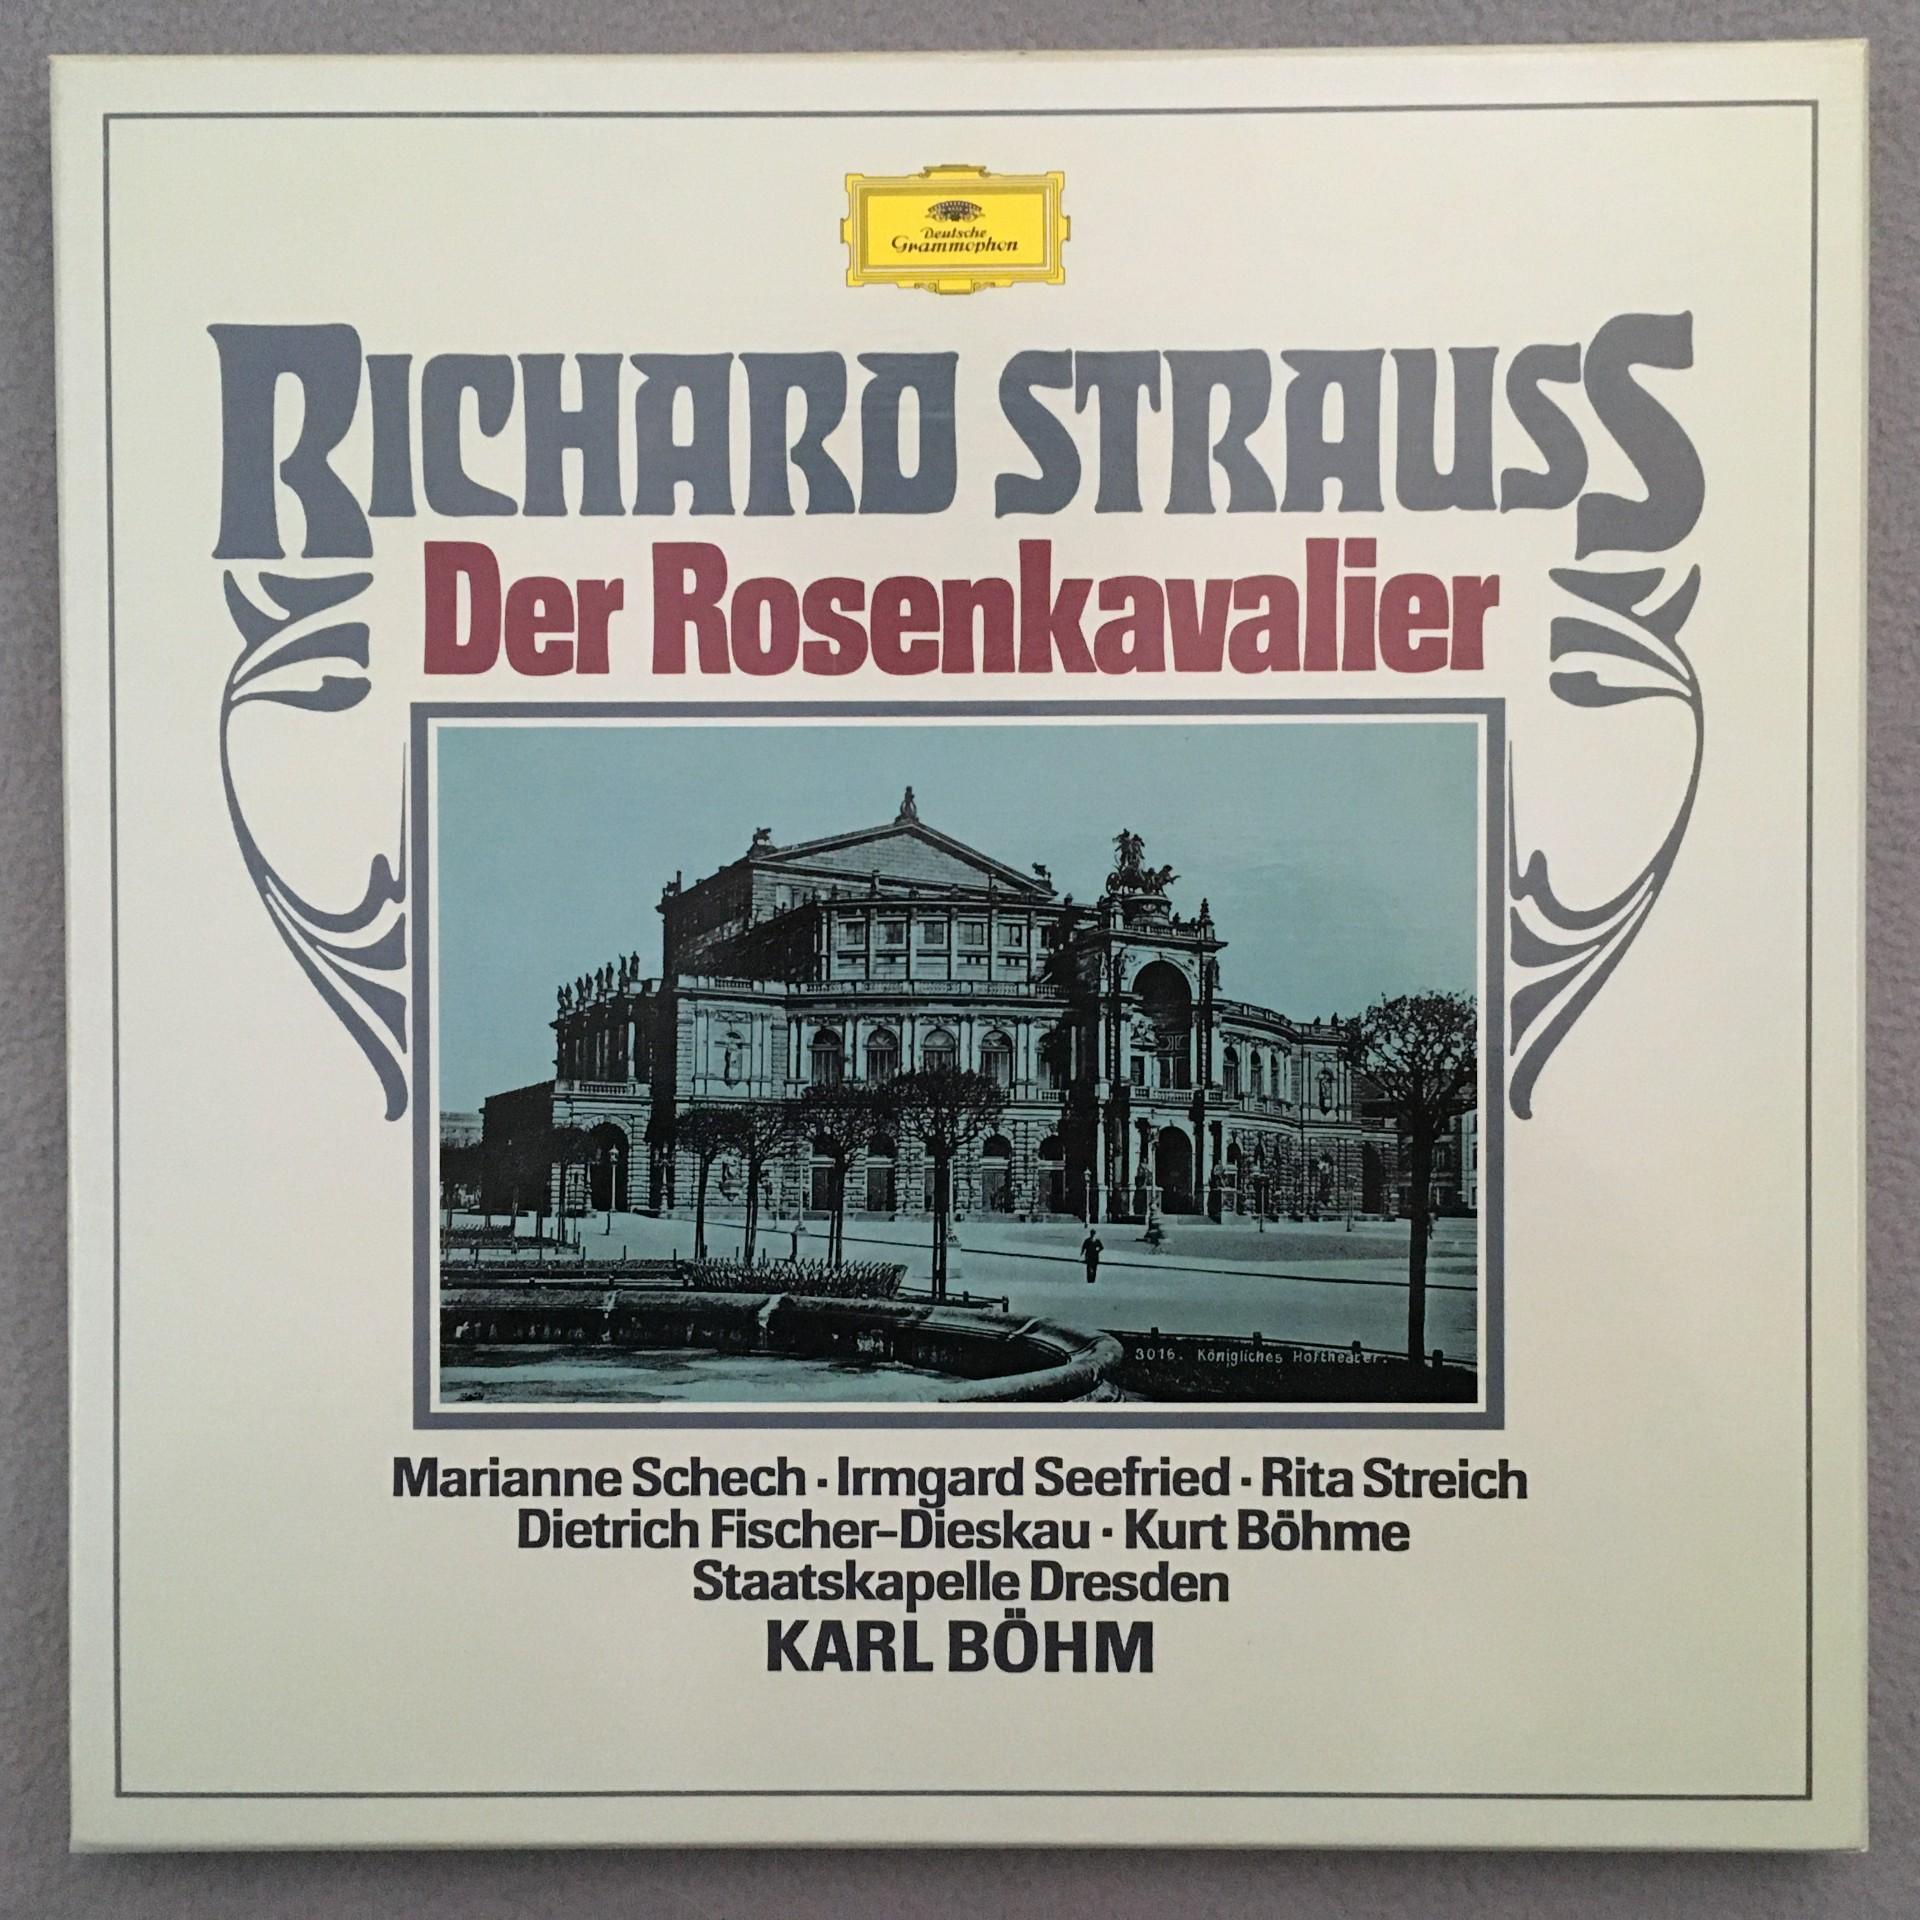 Deutsche
Grammophon
RICHARD STRAUSS
Der Rosenkavalier
3016. Königliches Hoftheater.
Marianne Schech · Irmgard Seefried · Rita Streich
Dietrich Fischer-Dieskau · Kurt Böhme
Staatskapelle Dresden
KARL BÖHM